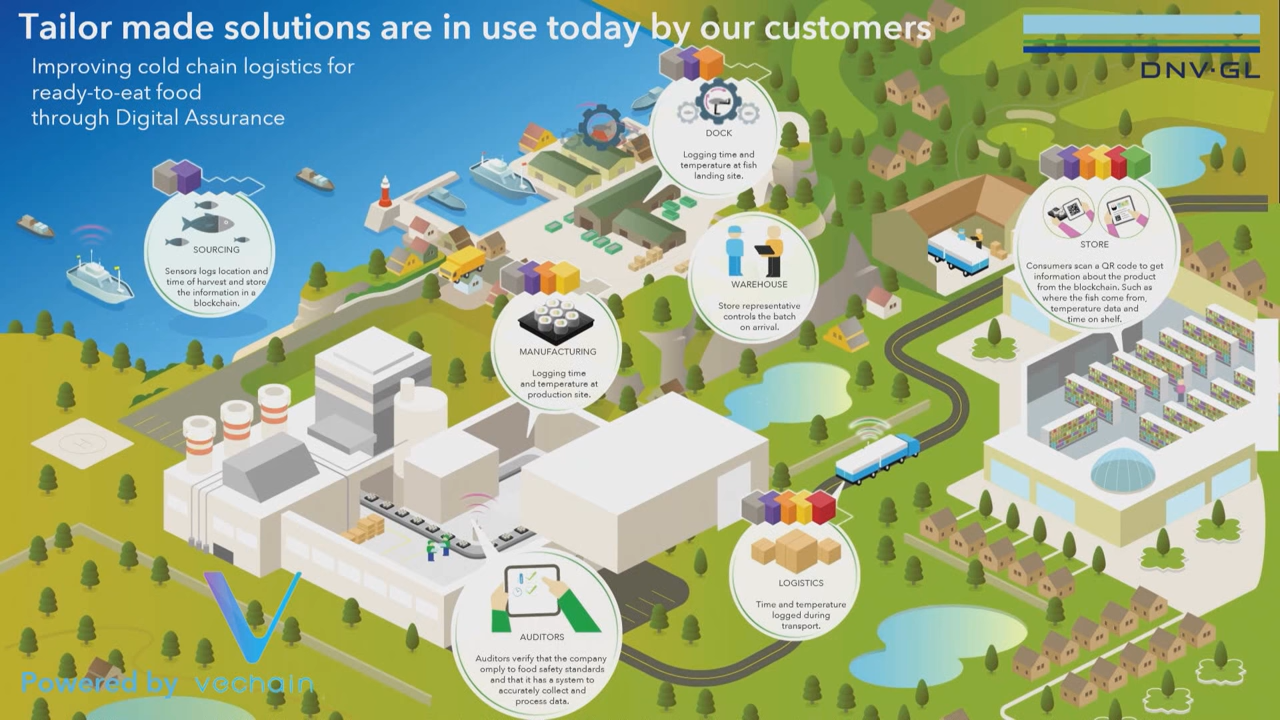 Tailor made solutions are in use today by our customers
Improving cold chain logistics for
ready-to-eat food
through Digital Assurance
DNV·GL
DOCK
Logging time and
temperature at fish
landing site.
SOURCING
Sensors logs location and
time of harvest and store
the information in a
blockchain.
WAREHOUSE
Store representative
controls the batch
on arrival.
STORE
Consumers scan a QR code to get
information about the product
from the blockchain. Such as
where the fish come from,
temperature data and
time on shelf.
MANUFACTURING
Logging time
and temperature at
production site.
LOGISTICS
Time and temperature
logged during
transport.
AUDITORS
Auditors verify that the company
omply to food safety standards
and that it has a system to
accurately collect and
process data.
Powered by vechain